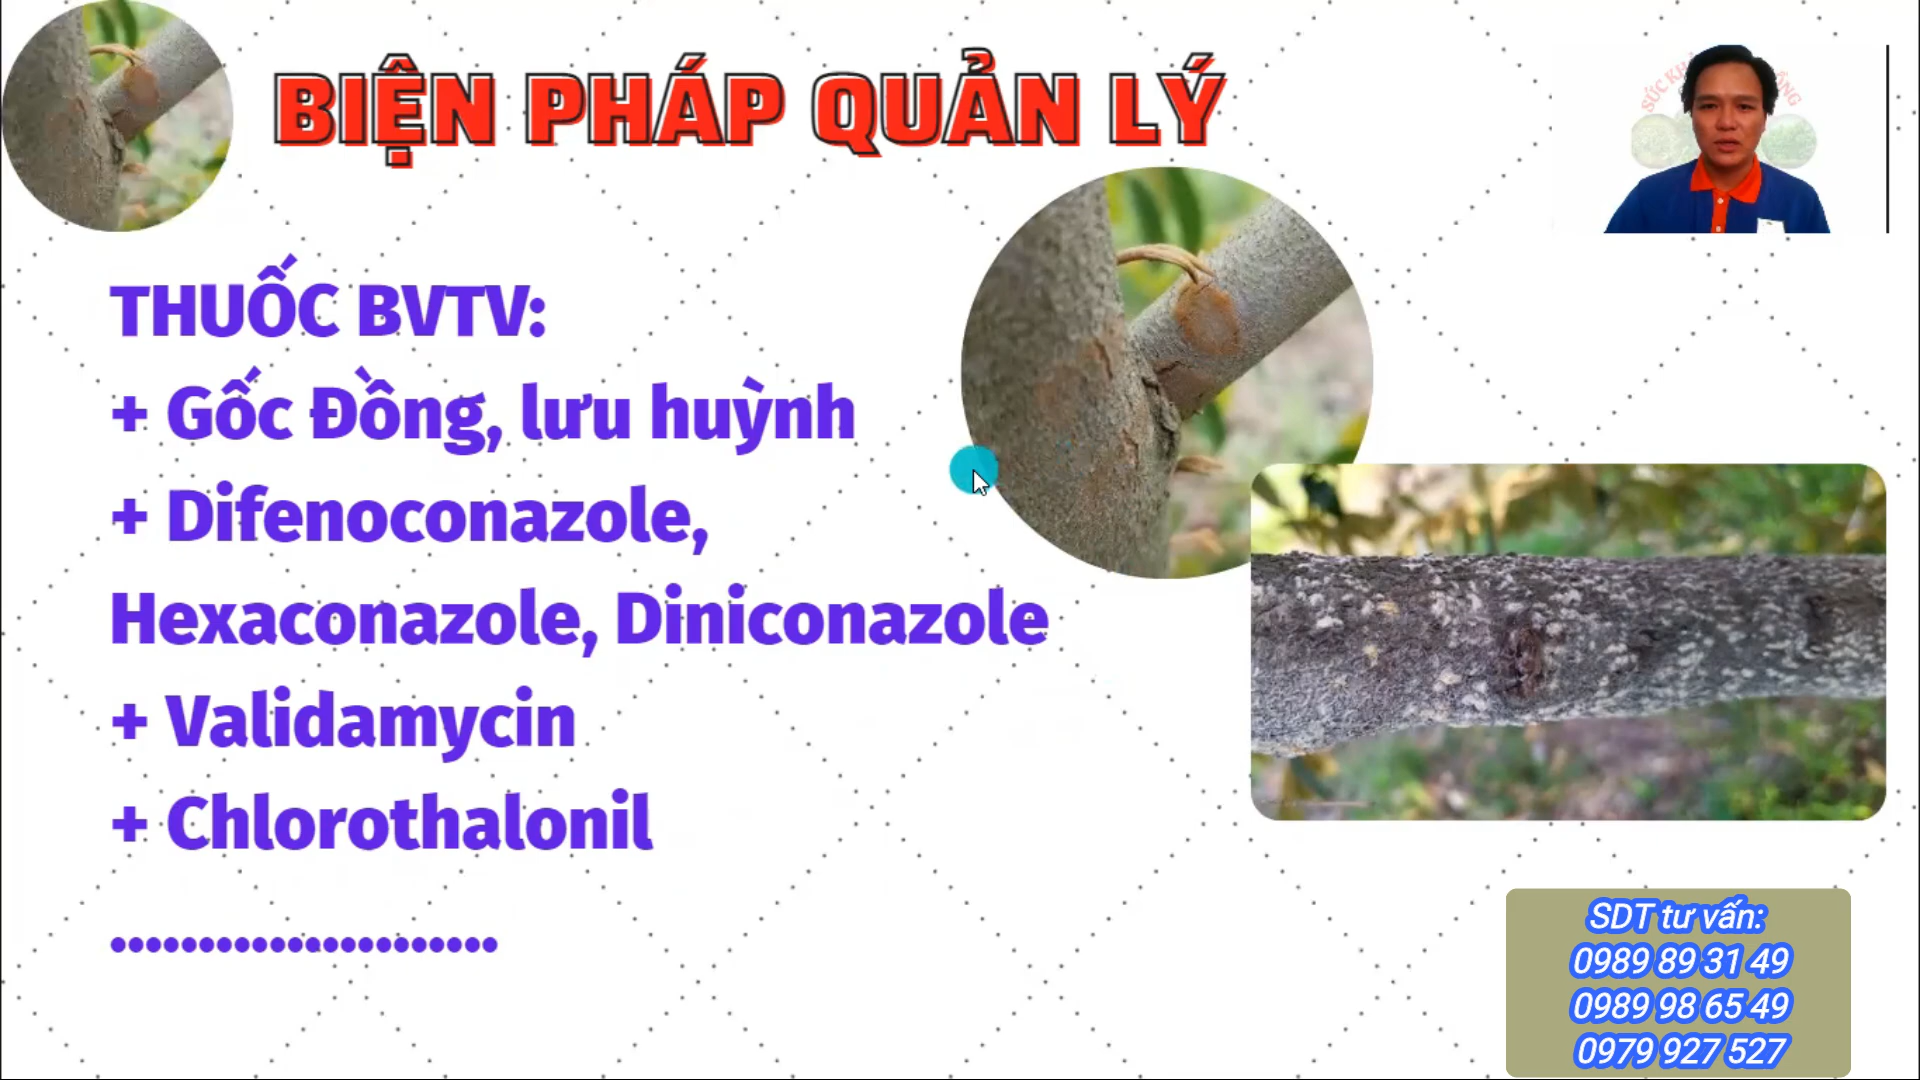 BIỆN PHÁP QUẢN LÝ
THUỐC BVTV:
+ Gốc Đồng, lưu huỳnh
+ Difenoconazole,
Hexaconazole, Diniconazole
+ Validamycin
+ Chlorothalonil
......................
SDT tư vấn:
0989 89 31 49
0989 98 65 49
0979 927 527